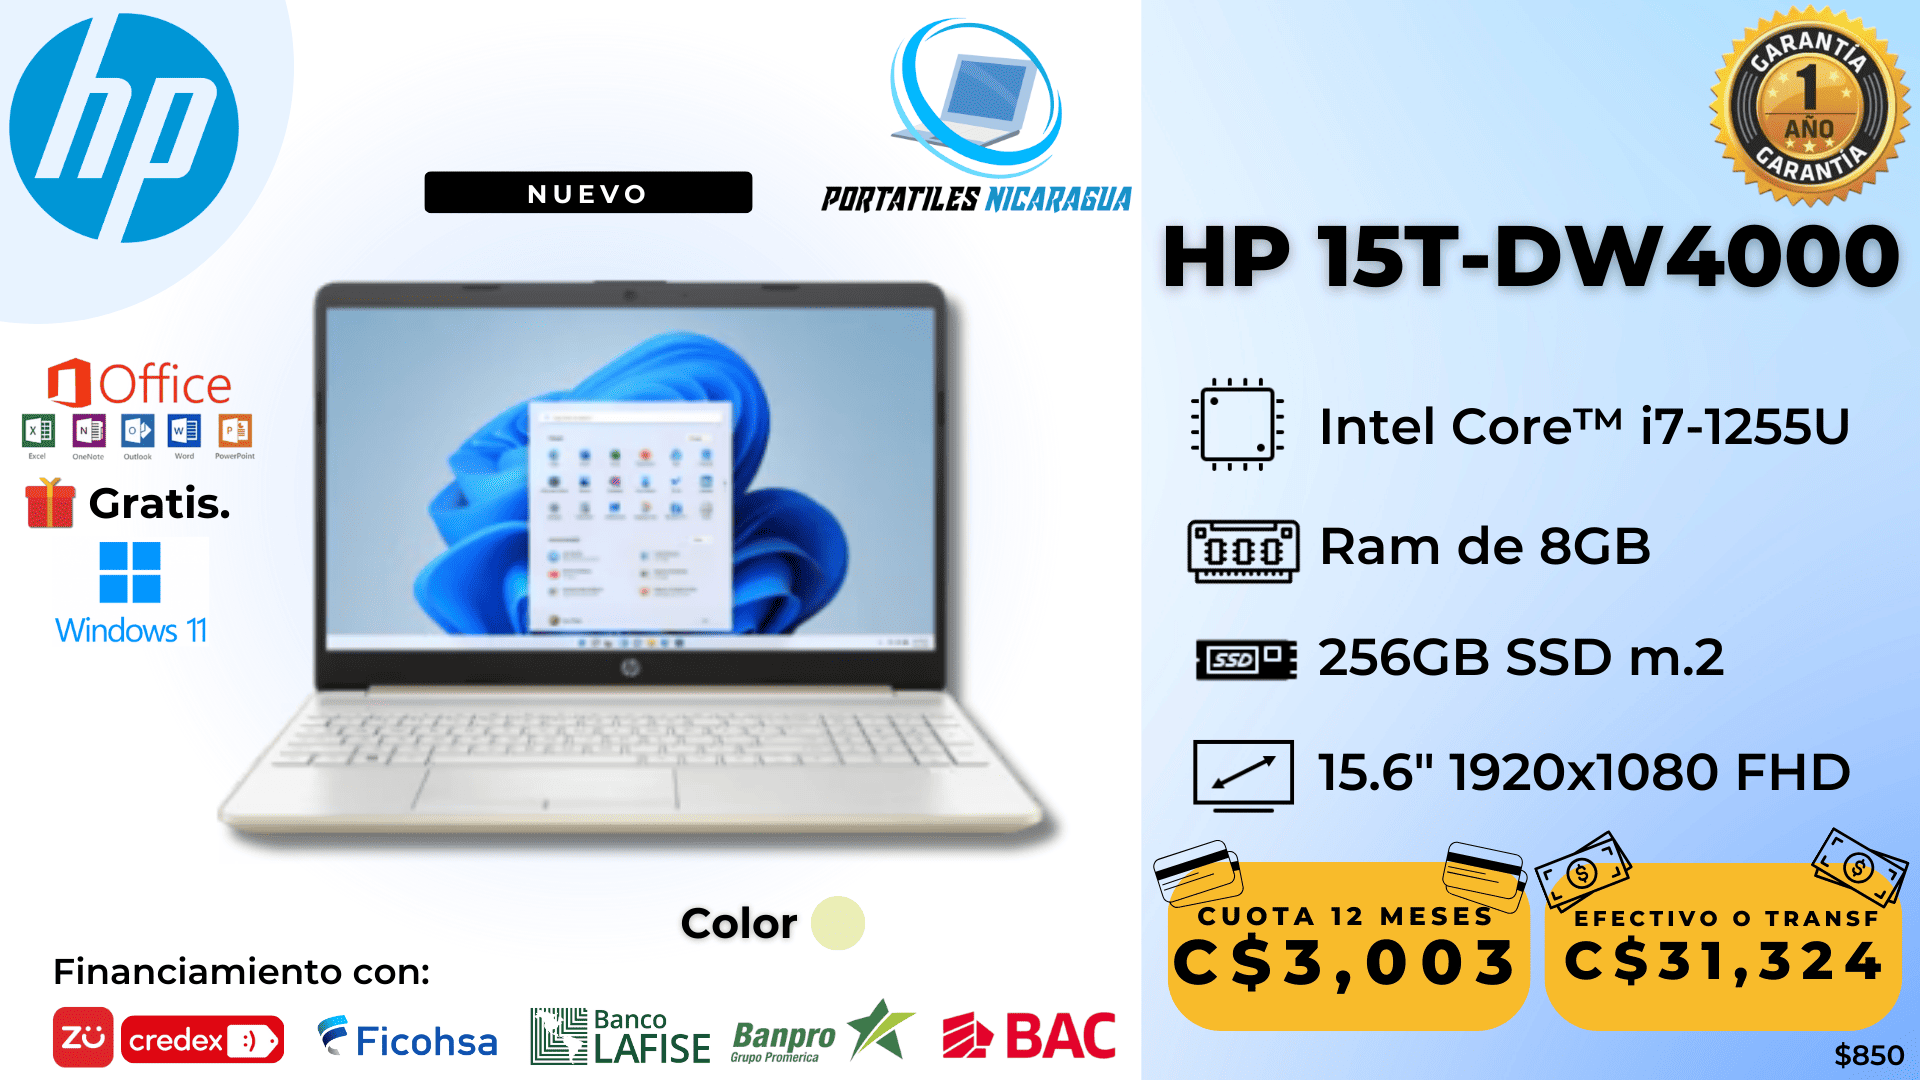 hp
NUEVO
PORTATILES NICARAGUA
GARANTÍA
1
AÑO
GARANTÍA
HP 15T-DW4000
Office
Excel
OneNote
Outlook
Word
PowerPoint
Gratis.
Windows 11
Intel Core™ i7-1255U
Ram de 8GB
SSD
256GB SSD m.2
15.6" 1920x1080 FHD
Color
CUOTA 12 MESES
C$3,003
EFECTIVO O TRANSF
C$31,324
Financiamiento con:
ZU
credex :)
Ficohsa
Banco
LAFISE
Banpro
Grupo Promerica
BAC
$850